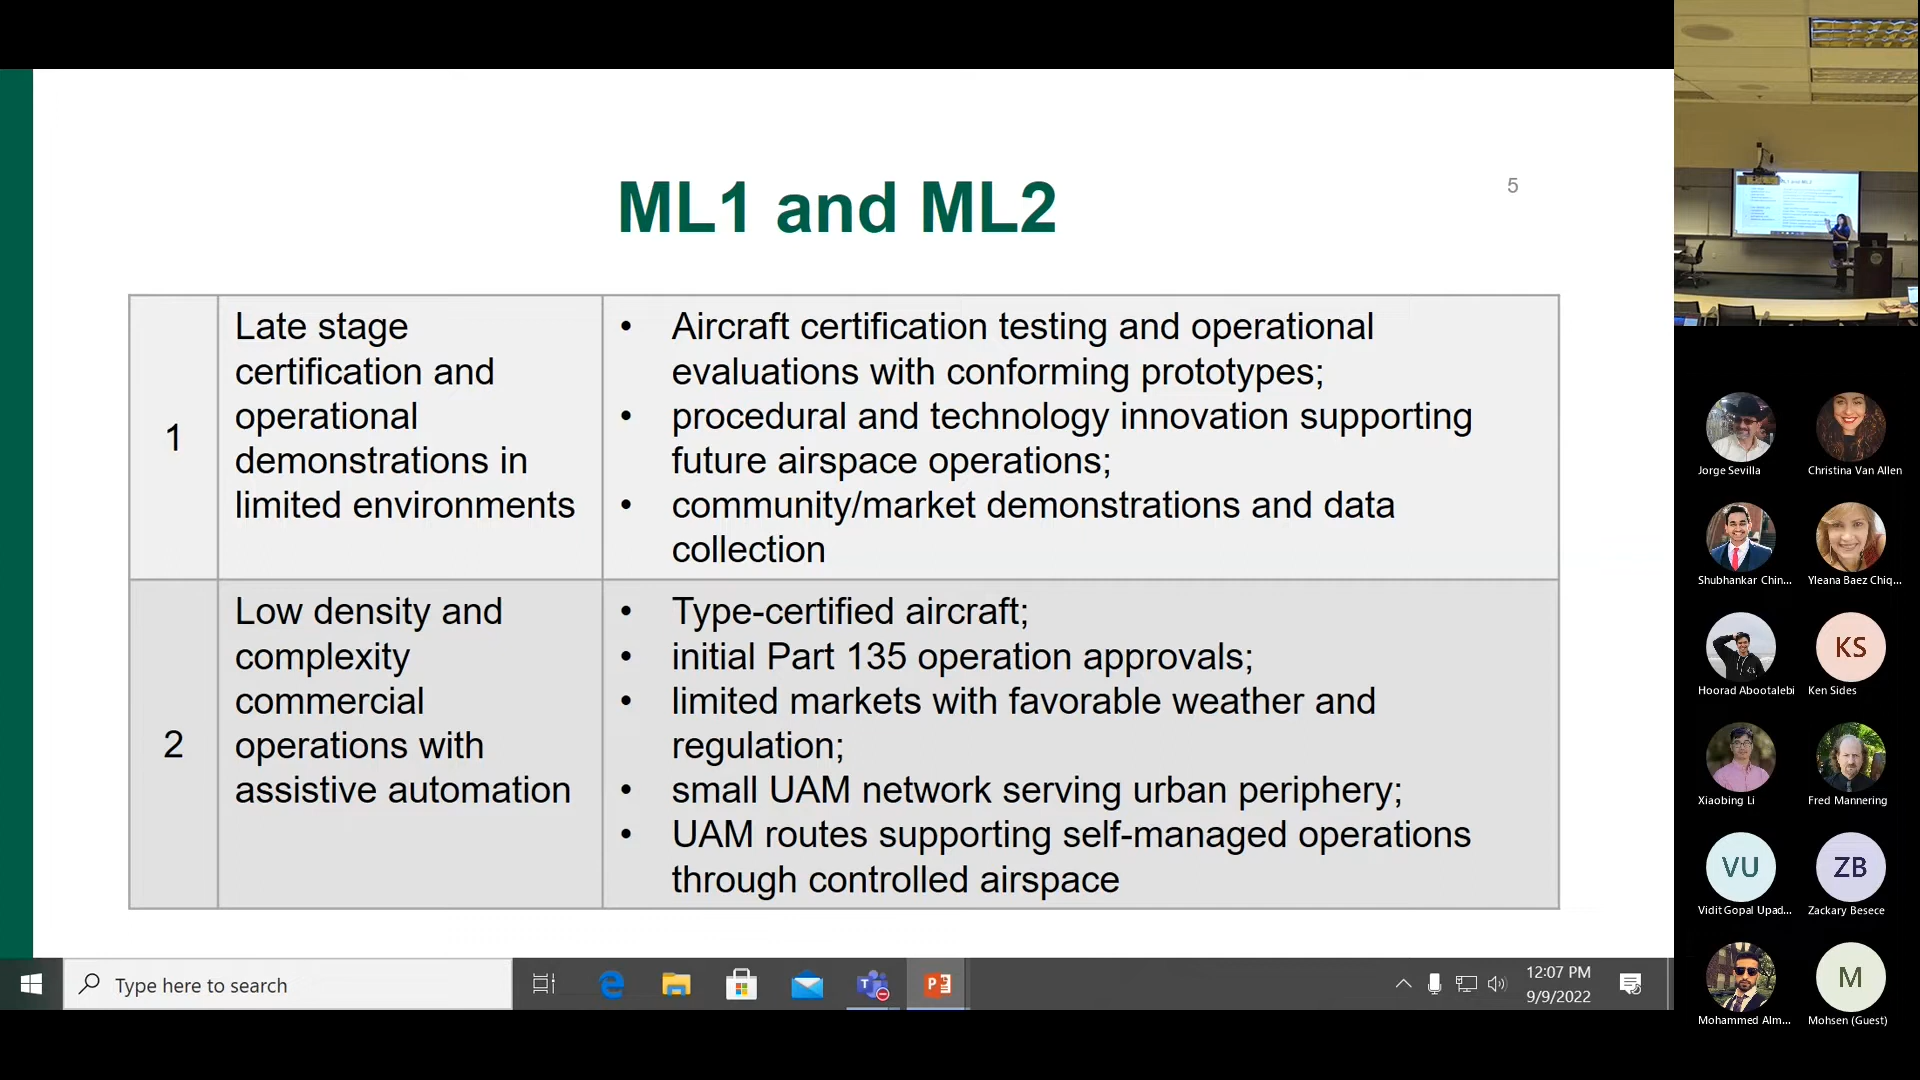 ML1 and ML2
5
1
Late stage
certification and
operational
demonstrations in
limited environments
• Aircraft certification testing and operational
evaluations with conforming prototypes;
• procedural and technology innovation supporting
future airspace operations;
• community/market demonstrations and data
collection
2
Low density and
complexity
commercial
operations with
assistive automation
• Type-certified aircraft;
• initial Part 135 operation approvals;
• limited markets with favorable weather and
regulation;
• small UAM network serving urban periphery;
• UAM routes supporting self-managed operations
through controlled airspace
Type here to search
12:07 PM
9/9/2022
ML1 and ML2
Jorge Sevilla
Christina Van Allen
Shubhankar Chin...
Yleana Baez Chiq...
Hoorad Abootalebi
KS
Ken Sides
Xiaobing Li
Fred Mannering
VU
Vidit Gopal Upad...
ZB
Zackary Besece
Mohammed Alm...
M
Mohsen (Guest)